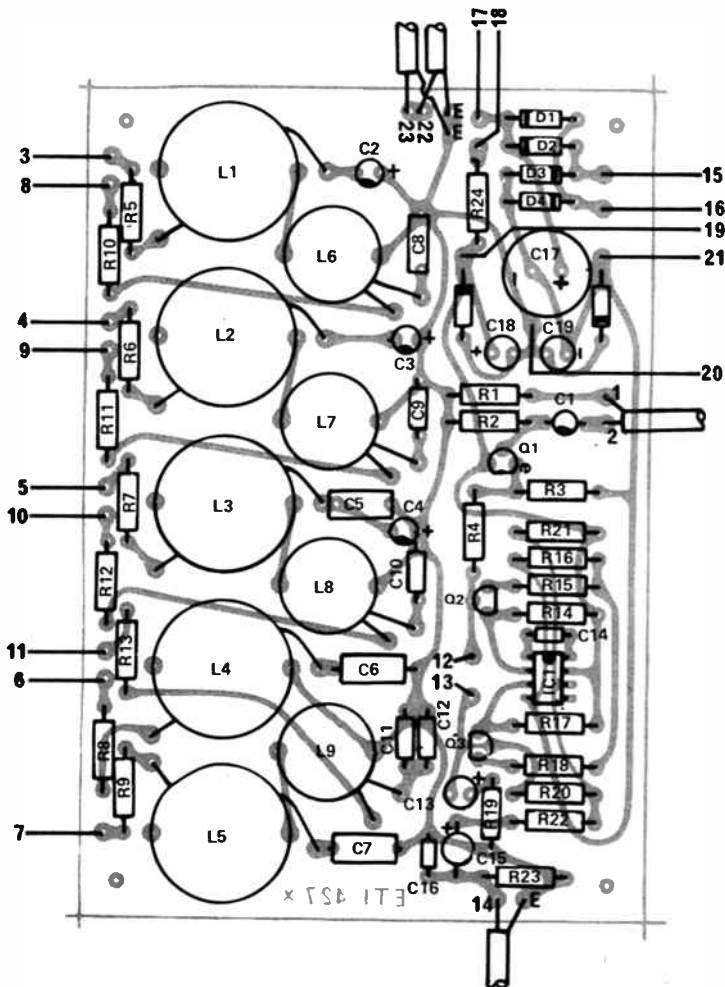 17
18
23
22
E
E
D1
D2
D3
D4
3
8
L1
C2
+
R5
R10
R24
15
16
L6
C8
19
C17
+
-
21
4
9
L2
R6
C3
+
C18
+
C19
-
20
R11
L7
C9
R1
R2
C1
1
2
5
10
L3
R7
C5
C4
+
Q1
e
R3
R4
R12
L8
C10
R21
R16
R15
R14
Q2
C14
11
6
R13
L4
C6
12
13
IC1
R8
R9
L9
C11
C12
Q3
R17
R18
7
L5
C7
C13
+
R19
R20
R22
C15
+
C16
R23
14
E
ETI 427 x